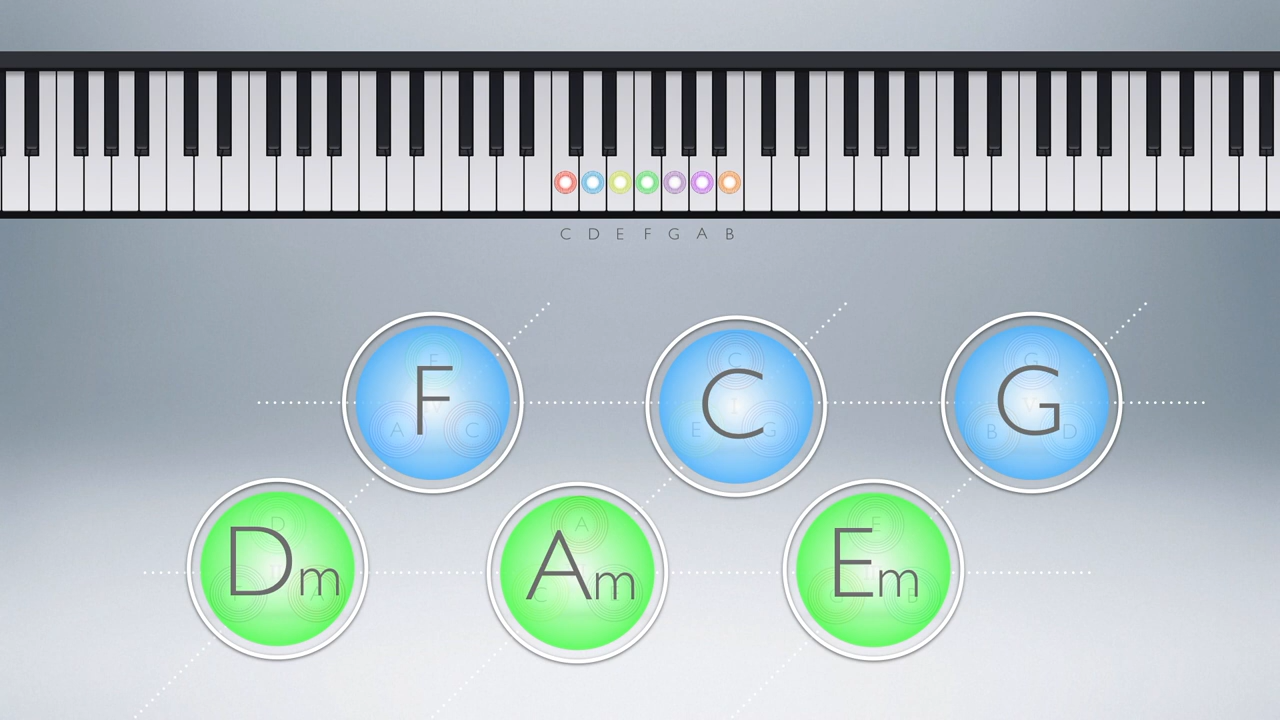 C D E F G A B
F C G
F C G
A C E G B D
Dm Am Em
D A E